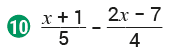 10 x + 1 / 5 − 2x − 7 / 4